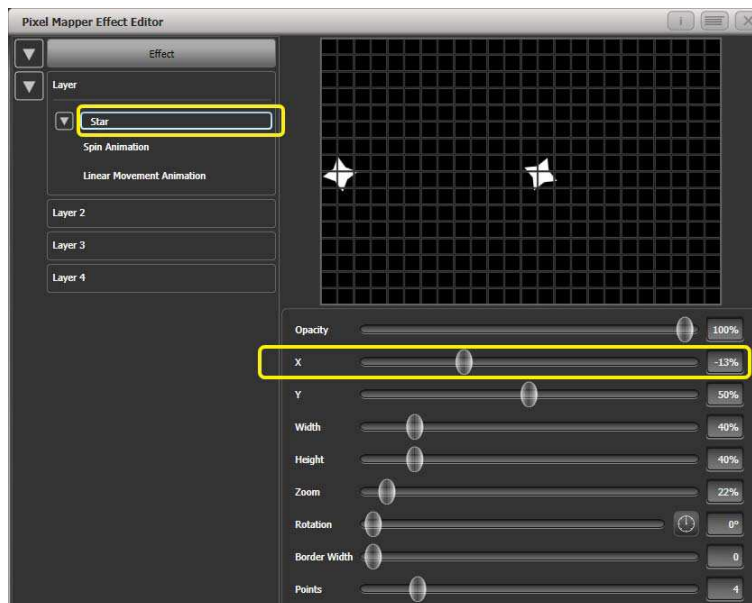 Pixel Mapper Effect Editor
Effect
Layer
Star
Spin Animation
Linear Movement Animation
Layer 2
Layer 3
Layer 4
Opacity 100%
X -13%
Y 50%
Width 40%
Height 40%
Zoom 22%
Rotation 0°
Border Width 0
Points 4